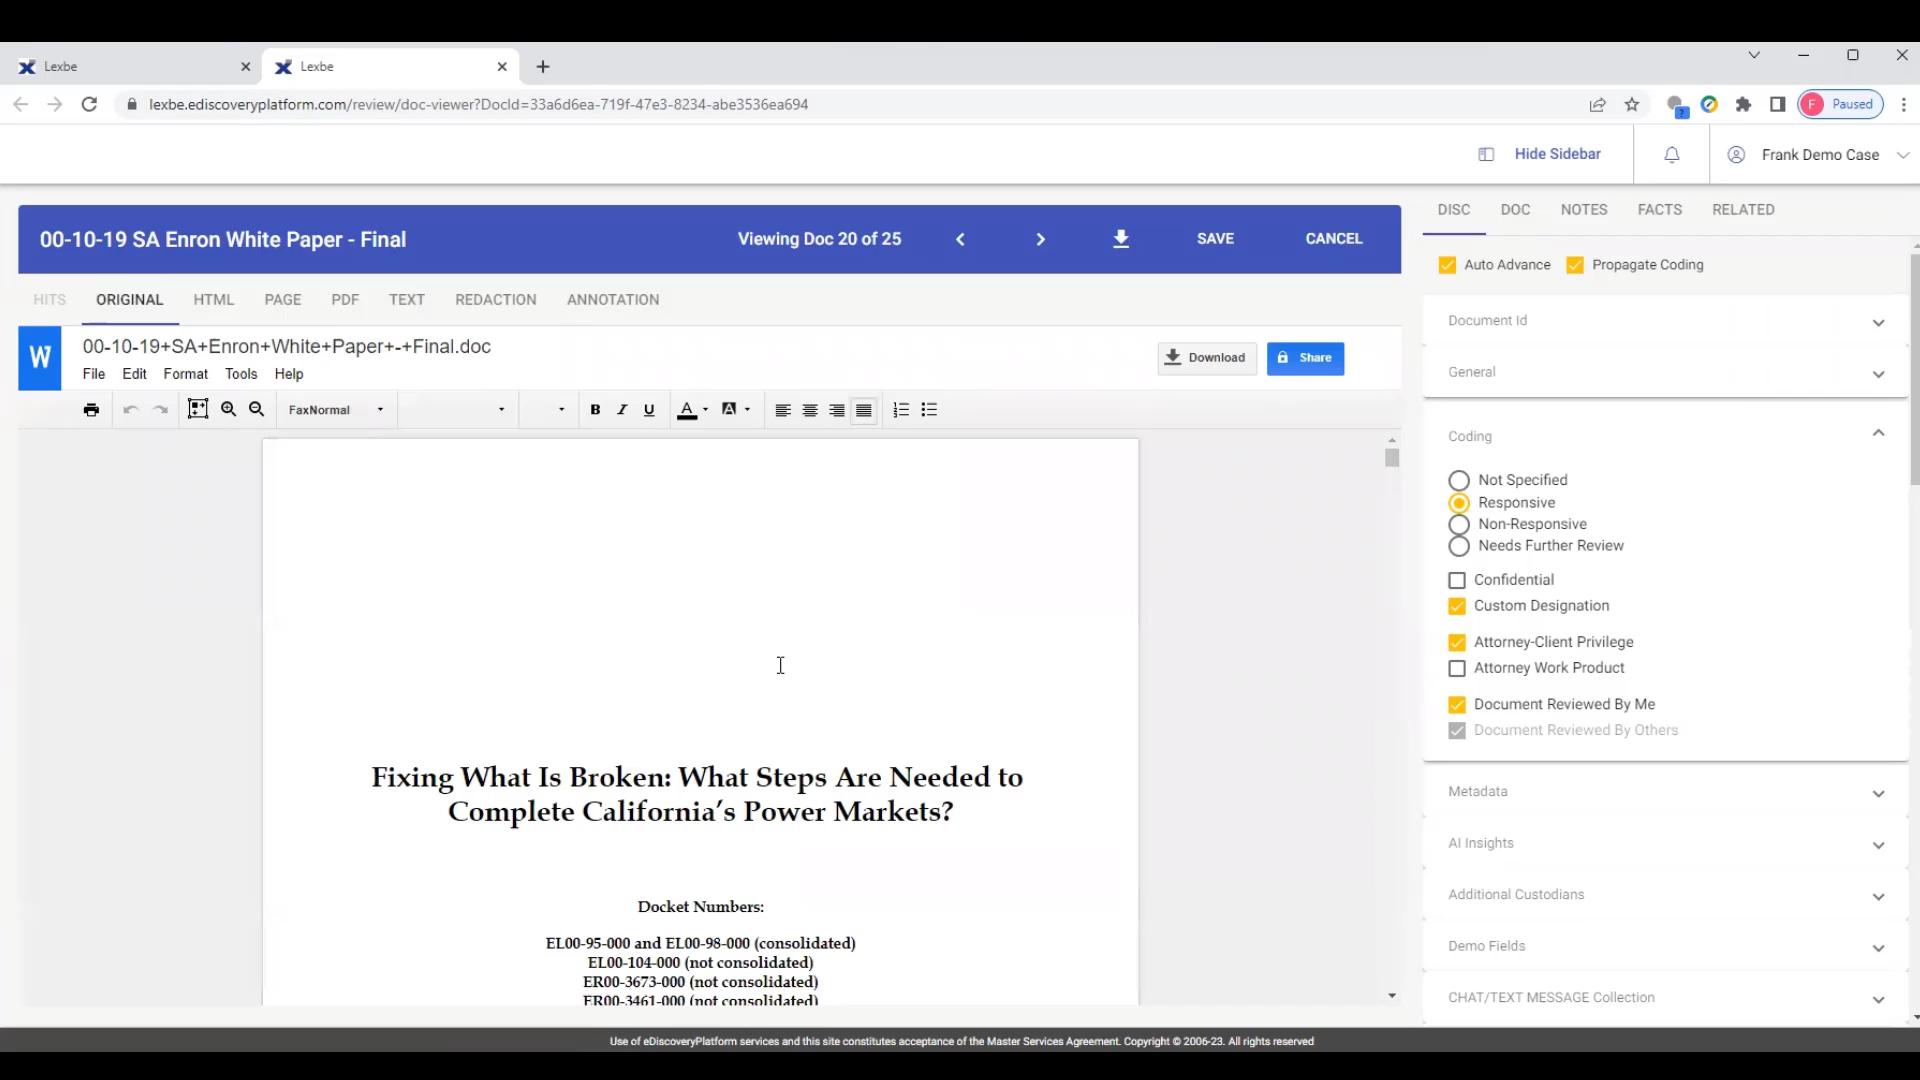 Lexbe
Lexbe
lexbe.ediscoveryplatform.com/review/doc-viewer?DocId=33a6d6ea-719f-47e3-8234-abe3536ea694
F Paused
Hide Sidebar
Frank Demo Case
00-10-19 SA Enron White Paper - Final
Viewing Doc 20 of 25
SAVE
CANCEL
HITS ORIGINAL HTML PAGE PDF TEXT REDACTION ANNOTATION
W
00-10-19+SA+Enron+White+Paper+-+Final.doc
File Edit Format Tools Help
Download
Share
FaxNormal
B I U A A
Fixing What Is Broken: What Steps Are Needed to
Complete California’s Power Markets?
Docket Numbers:
EL00-95-000 and EL00-98-000 (consolidated)
EL00-104-000 (not consolidated)
ER00-3673-000 (not consolidated)
ER00-3461-000 (not consolidated)
DISC DOC NOTES FACTS RELATED
Auto Advance Propagate Coding
Document Id
General
Coding
Not Specified
Responsive
Non-Responsive
Needs Further Review
Confidential
Custom Designation
Attorney-Client Privilege
Attorney Work Product
Document Reviewed By Me
Document Reviewed By Others
Metadata
AI Insights
Additional Custodians
Demo Fields
CHAT/TEXT MESSAGE Collection
Use of eDiscoveryPlatform services and this site constitutes acceptance of the Master Services Agreement. Copyright © 2006-23. All rights reserved